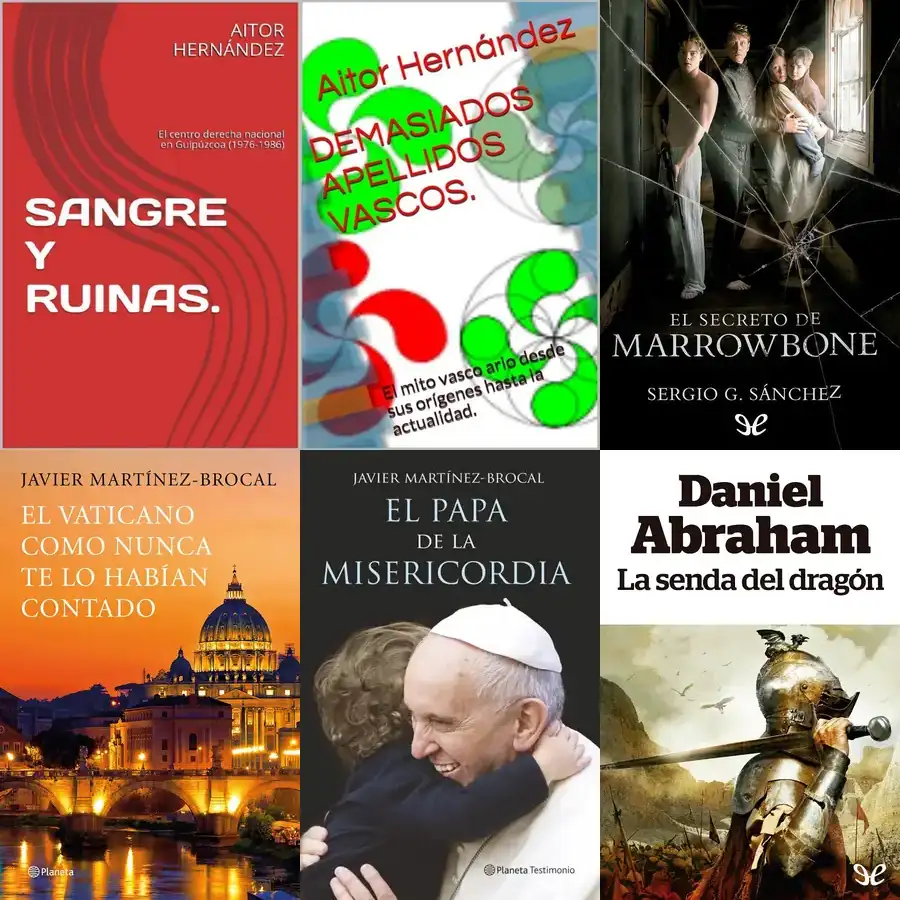 AITOR
HERNÁNDEZ
El centro derecha nacional
en Guipúzcoa (1976-1986)
SANGRE
Y
RUINAS.
Aitor Hernández
DEMASIADOS
APELLIDOS
VASCOS.
El mito vasco ario desde
sus orígenes hasta la
actualidad.
EL SECRETO DE
MARROWBONE
SERGIO G. SÁNCHEZ
JAVIER MARTÍNEZ-BROCAL
EL VATICANO
COMO NUNCA
TE LO HABÍAN
CONTADO
Planeta
JAVIER MARTÍNEZ-BROCAL
EL PAPA
DE LA
MISERICORDIA
Planeta Testimonio
Daniel
Abraham
La senda del dragón